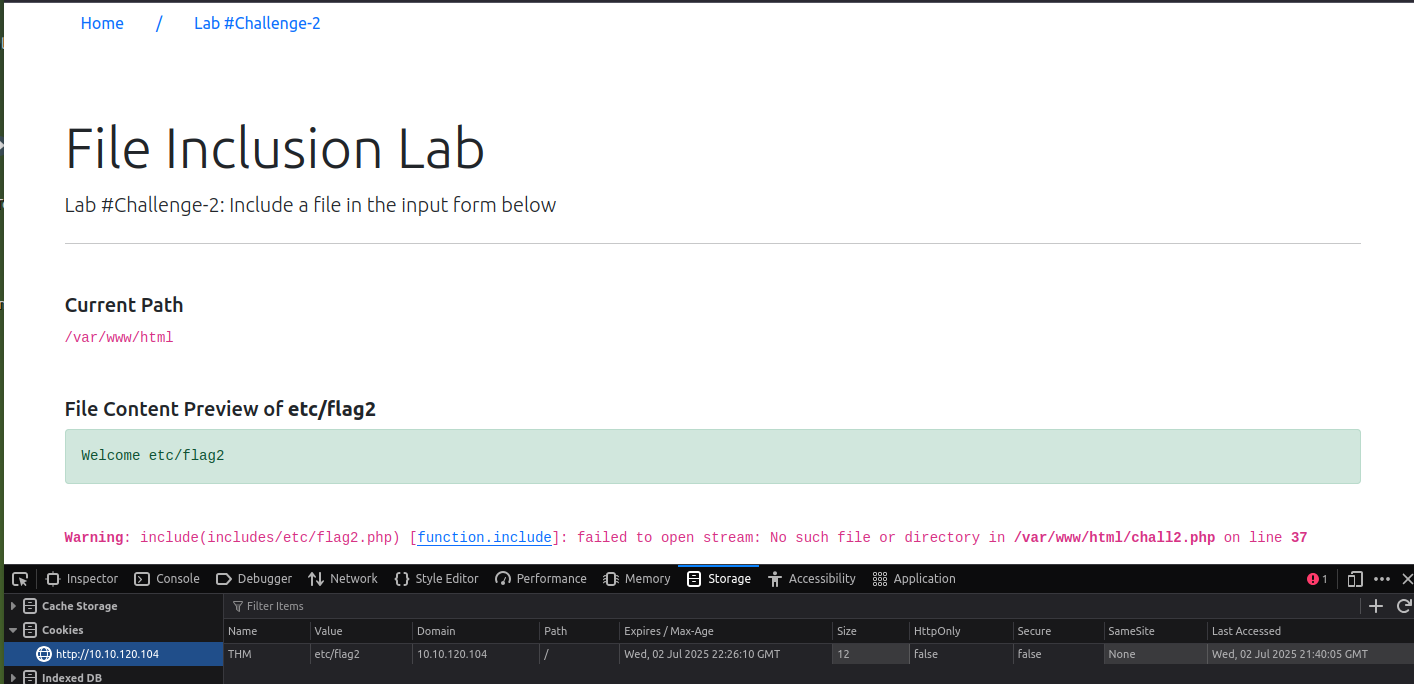 Home / Lab #Challenge-2
File Inclusion Lab
Lab #Challenge-2: Include a file in the input form below
Current Path
/var/www/html
File Content Preview of etc/flag2
Welcome etc/flag2
Warning: include(includes/etc/flag2.php) [function.include]: failed to open stream: No such file or directory in /var/www/html/chall2.php on line 37
Inspector Console Debugger Network Style Editor Performance Memory Storage Accessibility Application 1
Cache Storage Filter Items
Cookies Name Value Domain Path Expires / Max-Age Size HttpOnly Secure SameSite Last Accessed
http://10.10.120.104 THM etc/flag2 10.10.120.104 / Wed, 02 Jul 2025 22:26:10 GMT 12 false false None Wed, 02 Jul 2025 21:40:05 GMT
Indexed DB